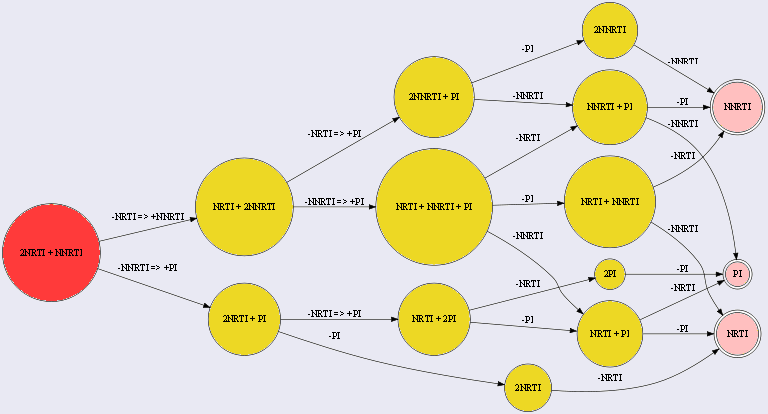 2NNRTI
-PI
-NNRTI
2NNRTI + PI
-NNRTI
NNRTI + PI
-PI
NNRTI
-NRTI => +PI
-NNRTI
-NRTI
-NRTI
NRTI + 2NNRTI
-NNRTI => +PI
NRTI + NNRTI + PI
-PI
NRTI + NNRTI
-NRTI => +NNRTI
-NNRTI
-NNRTI
2NRTI + NNRTI
-NNRTI => +PI
2PI
-PI
PI
-NRTI
-NRTI
2NRTI + PI
-NRTI => +PI
NRTI + 2PI
-PI
NRTI + PI
-PI
NRTI
-PI
-NRTI
2NRTI